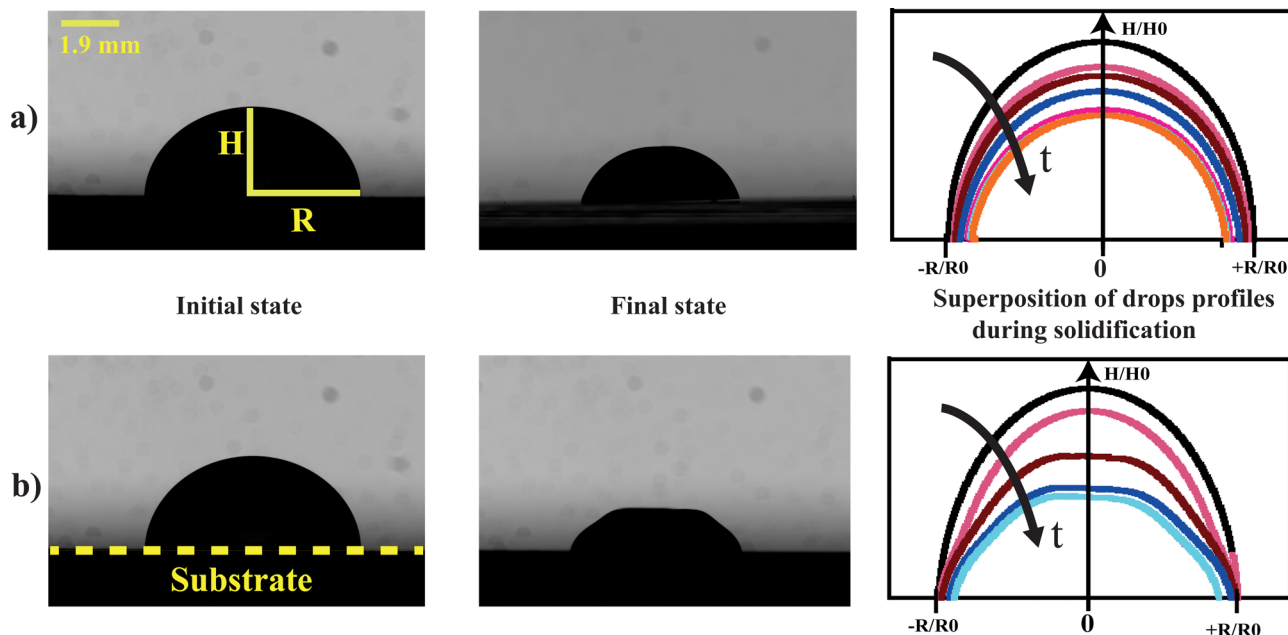 1.9 mm
H
R
a)
H/H0
t
-R/R0
0
+R/R0
Initial state
Final state
Superposition of drops profiles
during solidification
b)
Substrate
H/H0
t
-R/R0
0
+R/R0